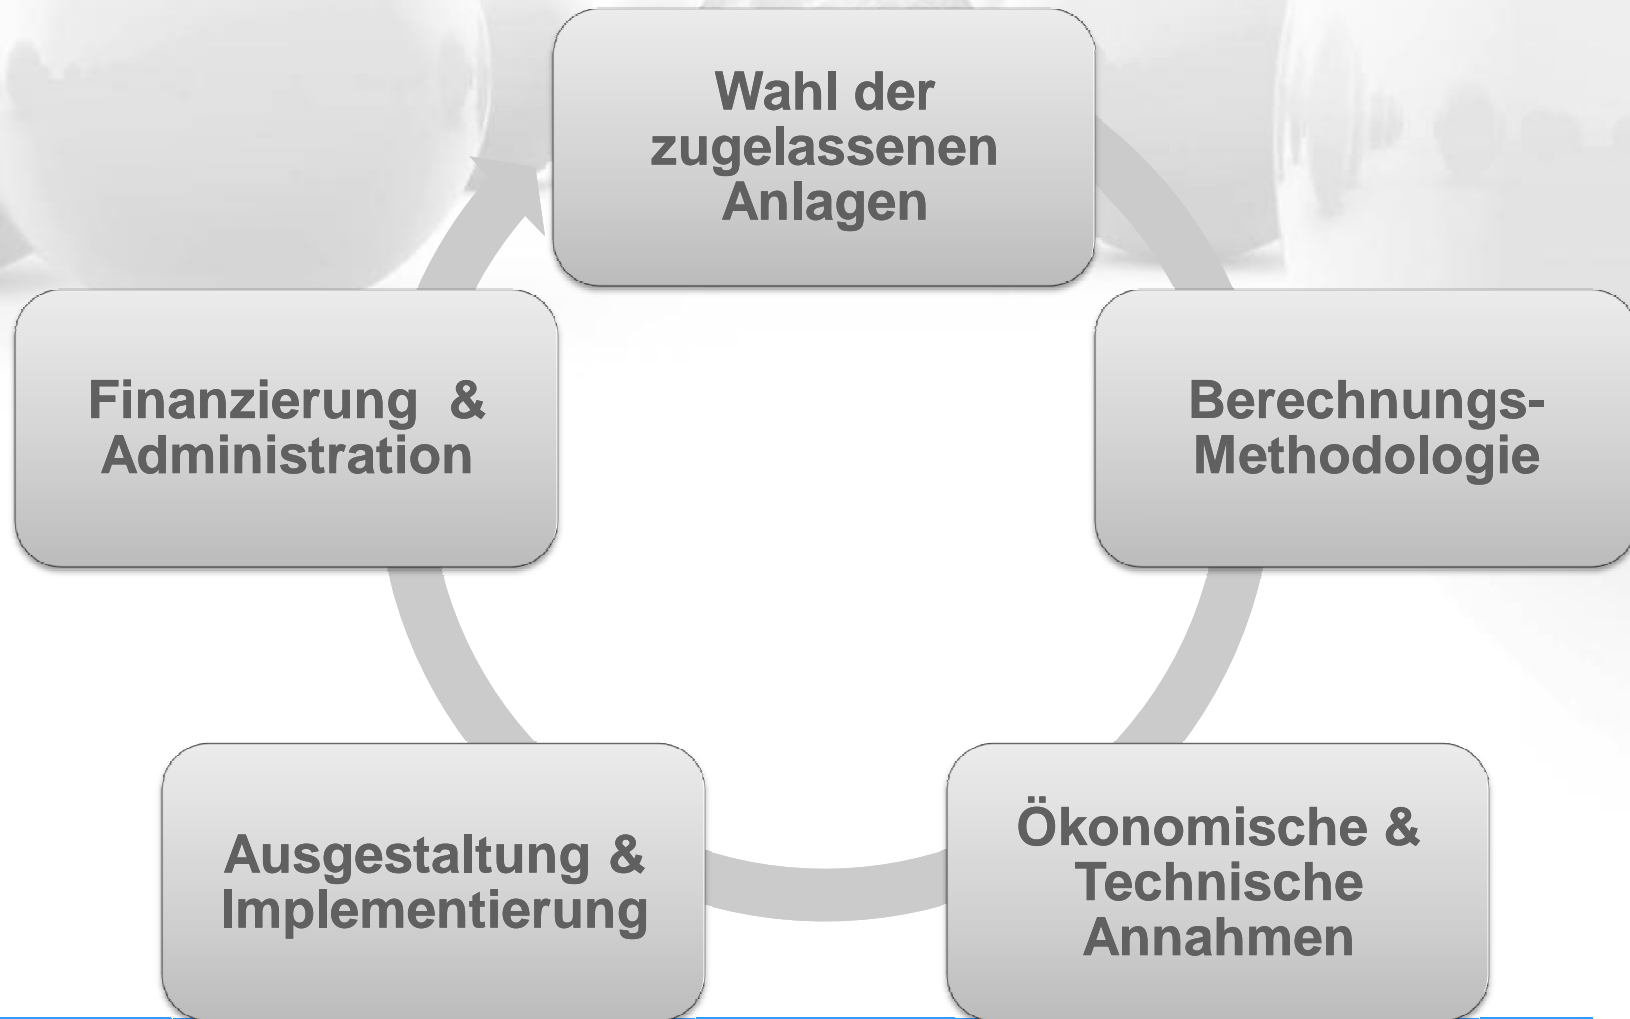 Wahl der
zugelassenen
Anlagen
Berechnungs-
Methodologie
Ökonomische &
Technische
Annahmen
Ausgestaltung &
Implementierung
Finanzierung &
Administration